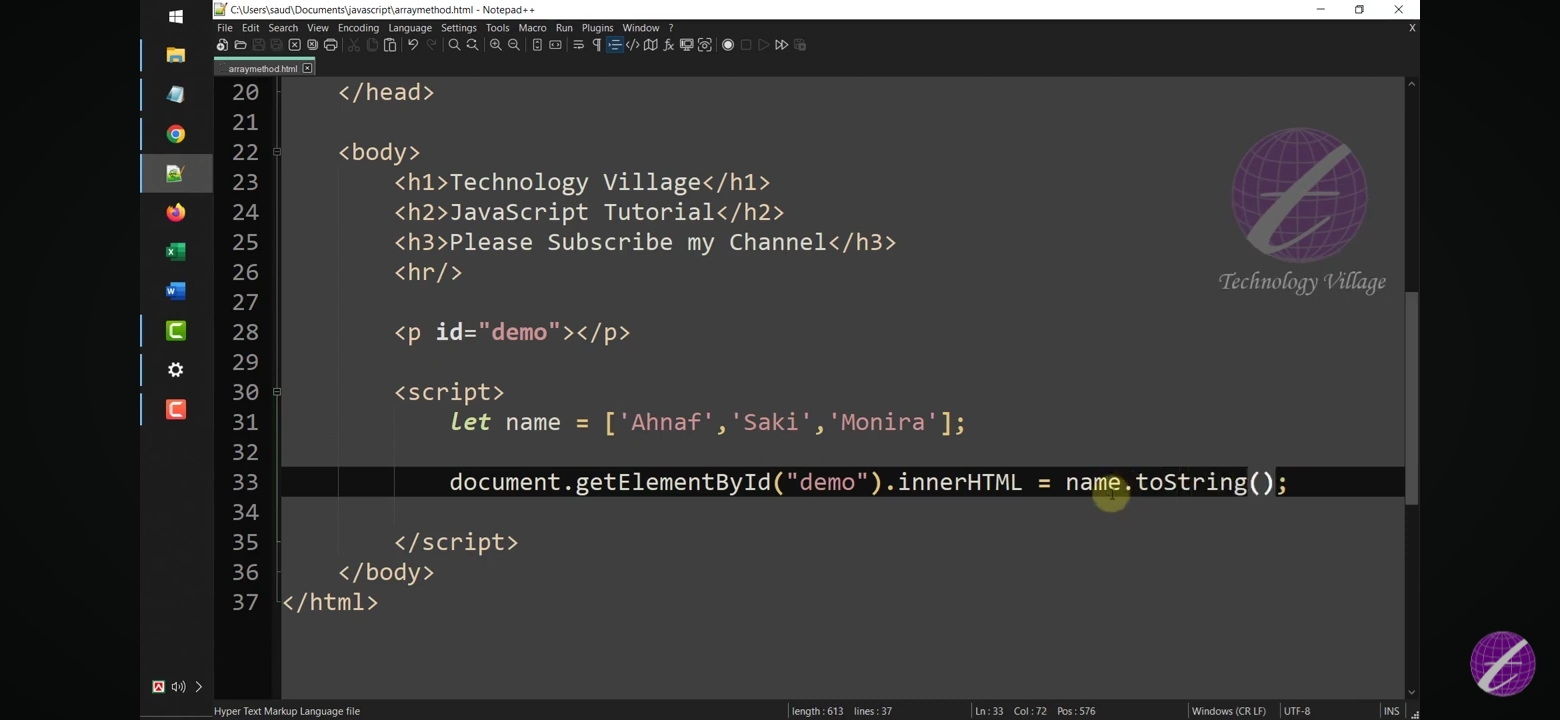 C:\Users\saud\Documents\javascript\arraymethod.html - Notepad++
File Edit Search View Encoding Language Settings Tools Macro Run Plugins Window ? X
arraymethod.html
20 </head>
21
22 <body>
23 <h1>Technology Village</h1>
24 <h2>JavaScript Tutorial</h2>
25 <h3>Please Subscribe my Channel</h3>
26 <hr/>
27
28 <p id="demo"></p>
29
30 <script>
31 let name = ['Ahnaf','Saki','Monira'];
32
33 document.getElementById("demo").innerHTML = name.toString();
34
35 </script>
36 </body>
37 </html>
Technology Village
Hyper Text Markup Language file length : 613 lines : 37 Ln : 33 Col : 72 Pos : 576 Windows (CR LF) UTF-8 INS